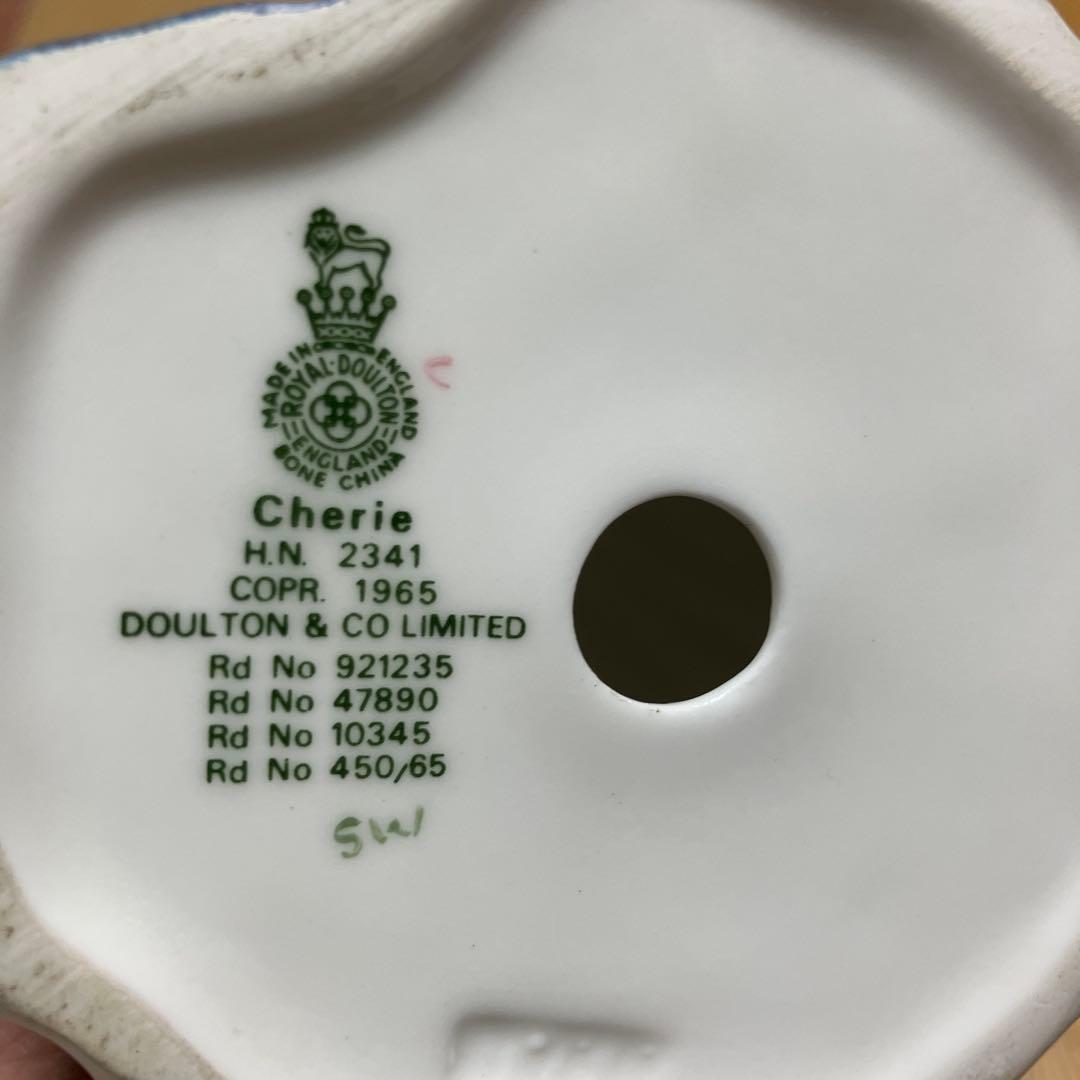 MADE IN ENGLAND
ROYAL·DOULTON
ENGLAND
BONE CHINA
Cherie
H.N. 2341
COPR. 1965
DOULTON & CO LIMITED
Rd No 921235
Rd No 47890
Rd No 10345
Rd No 450/65